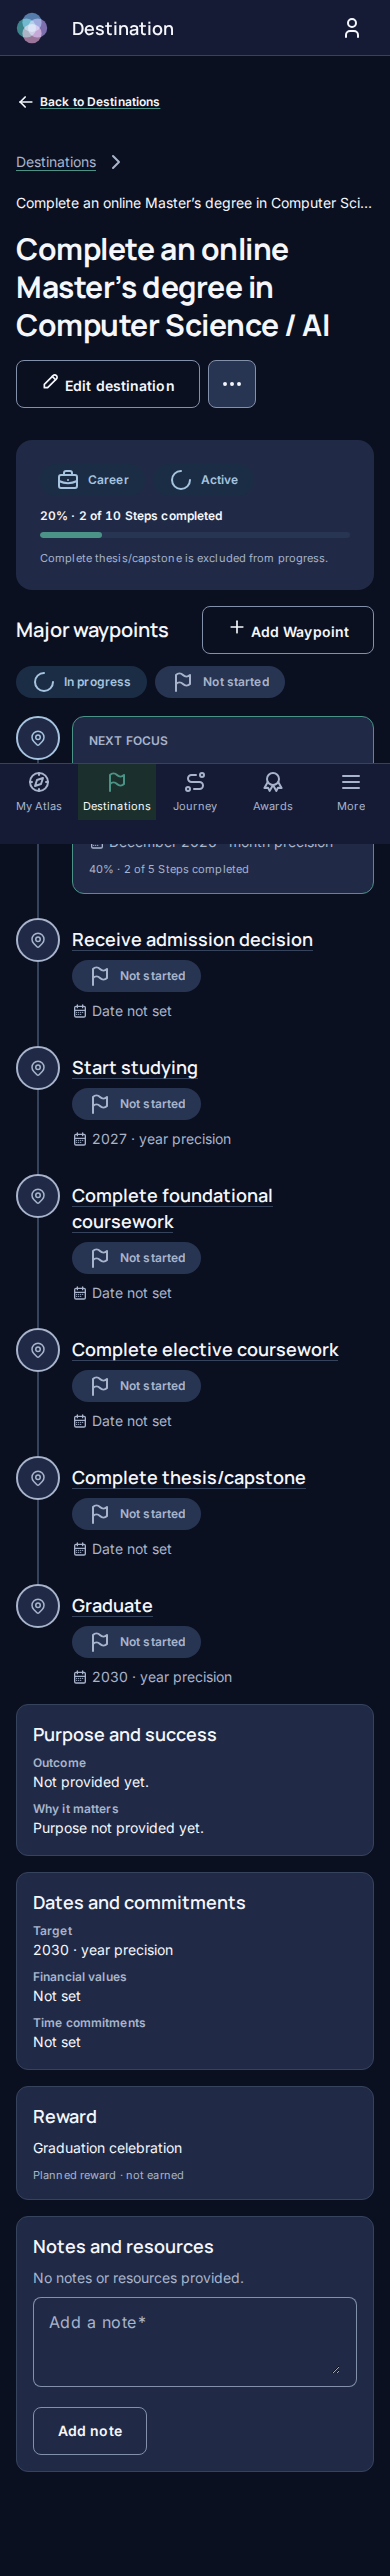 Destination
Back to Destinations
Destinations
Complete an online Master's degree in Computer Sci...
Complete an online
Master's degree in
Computer Science / AI
Edit destination
Career
Active
20% · 2 of 10 Steps completed
Complete thesis/capstone is excluded from progress.
Major waypoints
Add Waypoint
In progress
Not started
NEXT FOCUS
My Atlas
Destinations
Journey
Awards
More
40% · 2 of 5 Steps completed
Receive admission decision
Not started
Date not set
Start studying
Not started
2027 · year precision
Complete foundational
coursework
Not started
Date not set
Complete elective coursework
Not started
Date not set
Complete thesis/capstone
Not started
Date not set
Graduate
Not started
2030 · year precision
Purpose and success
Outcome
Not provided yet.
Why it matters
Purpose not provided yet.
Dates and commitments
Target
2030 · year precision
Financial values
Not set
Time commitments
Not set
Reward
Graduation celebration
Planned reward · not earned
Notes and resources
No notes or resources provided.
Add a note*
Add note